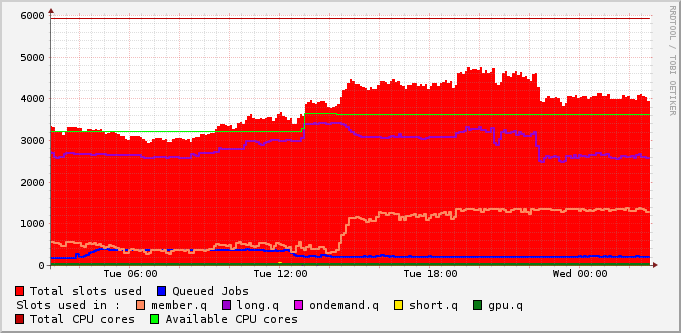 RRDTOOL / TOBI OETIKER
6000
5000
4000
3000
2000
1000
0
Tue 06:00 Tue 12:00 Tue 18:00 Wed 00:00
Total slots used Queued Jobs
Slots used in : member.q long.q ondemand.q short.q gpu.q
Total CPU cores Available CPU cores